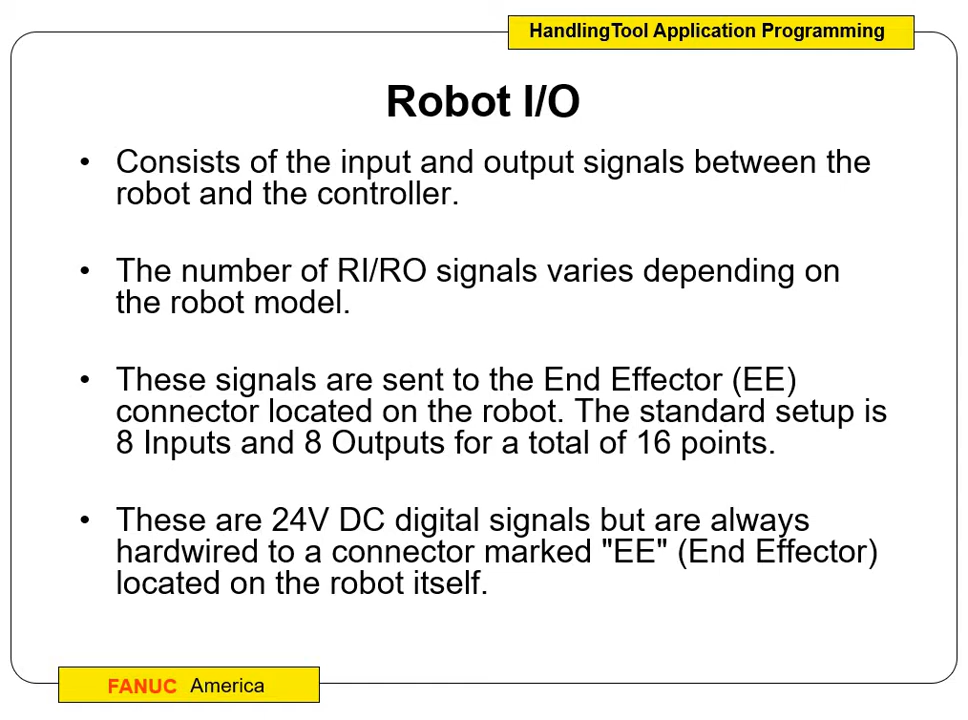 HandlingTool Application Programming
Robot I/O
• Consists of the input and output signals between the
robot and the controller.
• The number of RI/RO signals varies depending on
the robot model.
• These signals are sent to the End Effector (EE)
connector located on the robot. The standard setup is
8 Inputs and 8 Outputs for a total of 16 points.
• These are 24V DC digital signals but are always
hardwired to a connector marked "EE" (End Effector)
located on the robot itself.
FANUC America